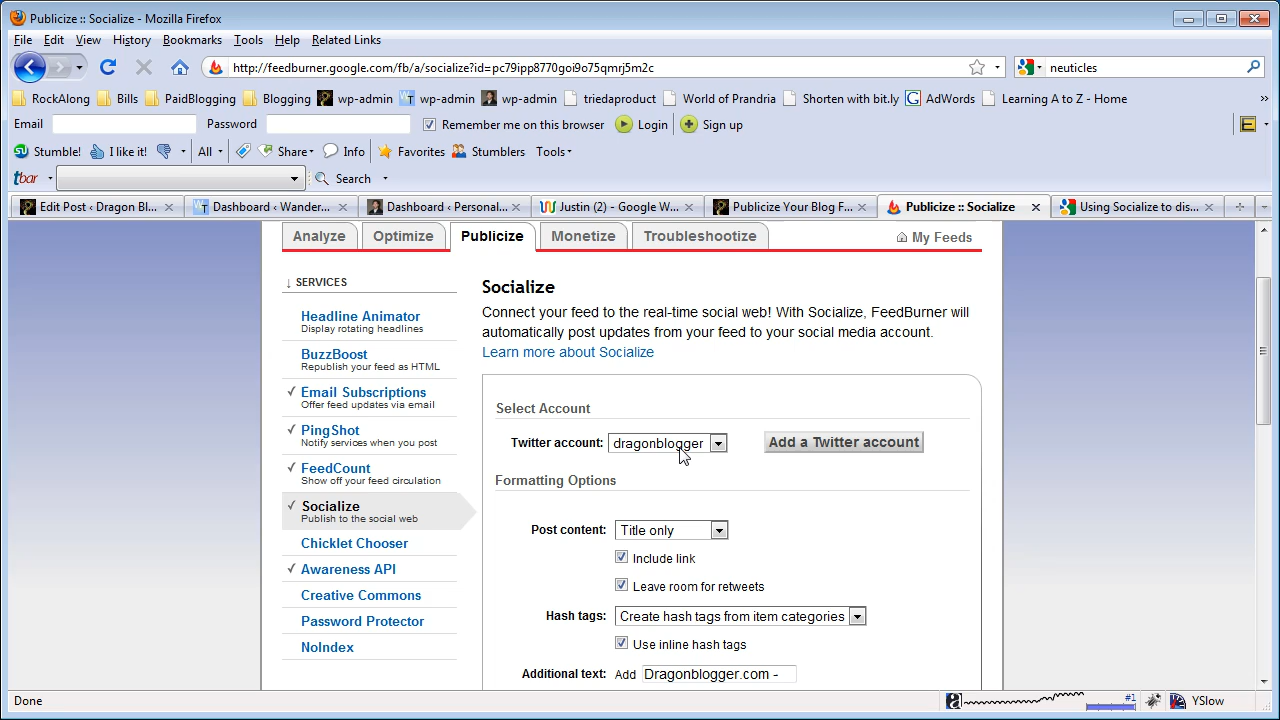 Publicize :: Socialize - Mozilla Firefox
File Edit View History Bookmarks Tools Help Related Links
http://feedburner.google.com/fb/a/socialize?id=pc79ipp8770goi9o75qmrj5m2c neuticles
RockAlong Bills PaidBlogging Blogging wp-admin wp-admin wp-admin triedaproduct World of Prandria Shorten with bit.ly AdWords Learning A to Z - Home »
Email Password Remember me on this browser Login Sign up
Stumble! I like it! All Share Info Favorites Stumblers Tools
tbar Search
Edit Post ‹ Dragon Bl... Dashboard ‹ Wander... Dashboard ‹ Personal... Justin (2) - Google W... Publicize Your Blog F... Publicize :: Socialize Using Socialize to dis...
Analyze Optimize Publicize Monetize Troubleshootize My Feeds
↓ SERVICES
Headline Animator
Display rotating headlines
BuzzBoost
Republish your feed as HTML
✓ Email Subscriptions
Offer feed updates via email
✓ PingShot
Notify services when you post
✓ FeedCount
Show off your feed circulation
✓ Socialize
Publish to the social web
Chicklet Chooser
✓ Awareness API
Creative Commons
Password Protector
NoIndex
Socialize
Connect your feed to the real-time social web! With Socialize, FeedBurner will
automatically post updates from your feed to your social media account.
Learn more about Socialize
Select Account
Twitter account: dragonblogger Add a Twitter account
Formatting Options
Post content: Title only
Include link
Leave room for retweets
Hash tags: Create hash tags from item categories
Use inline hash tags
Additional text: Add Dragonblogger.com -
Done #1 YSlow